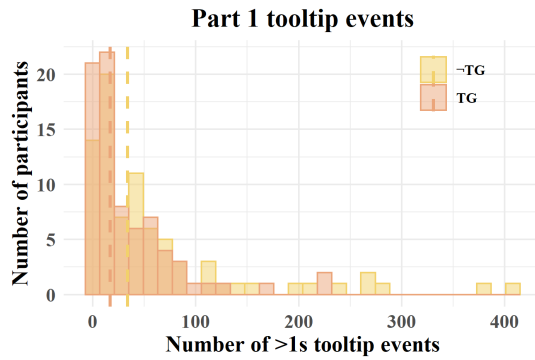 Part 1 tooltip events
Number of participants
20
15
10
5
0
¬TG
TG
0
100
200
300
400
Number of >1s tooltip events